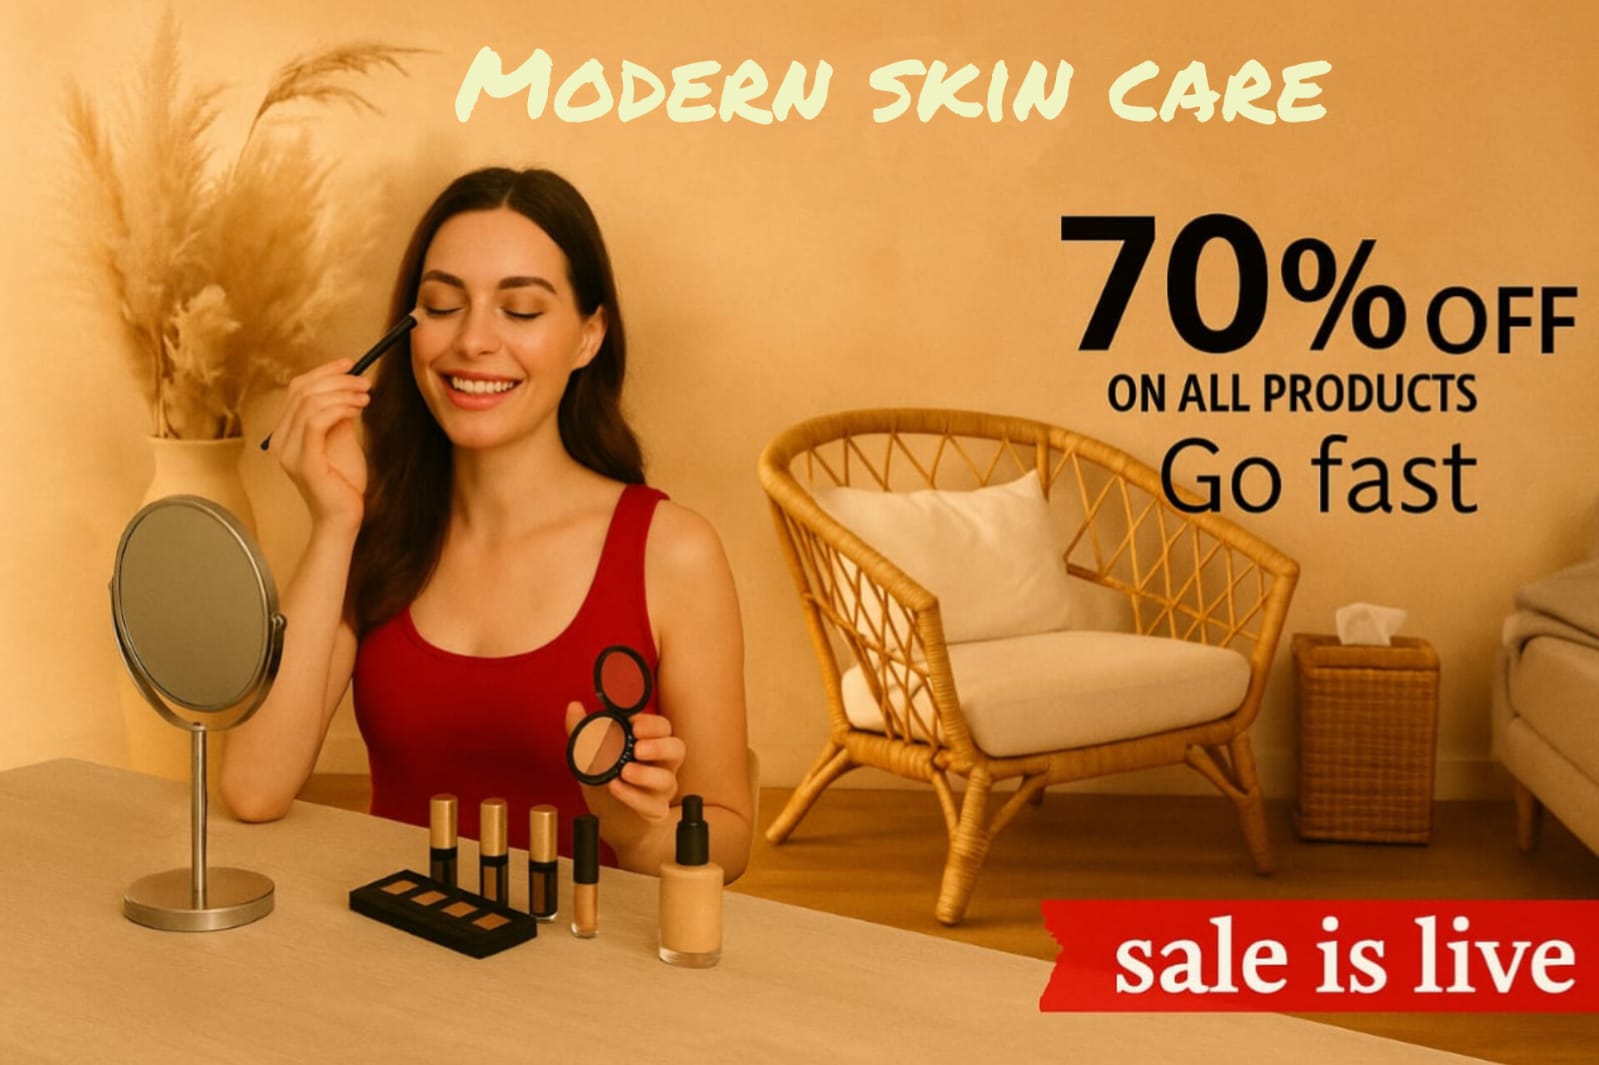 Modern skin care
70% OFF
ON ALL PRODUCTS
Go fast
sale is live